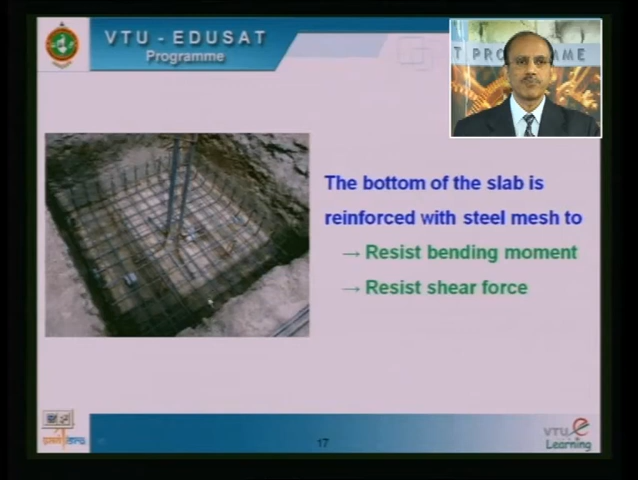 VTU - EDUSAT
Programme
T PROGRAMME
The bottom of the slab is
reinforced with steel mesh to
→ Resist bending moment
→ Resist shear force
17
VTU e
Learning